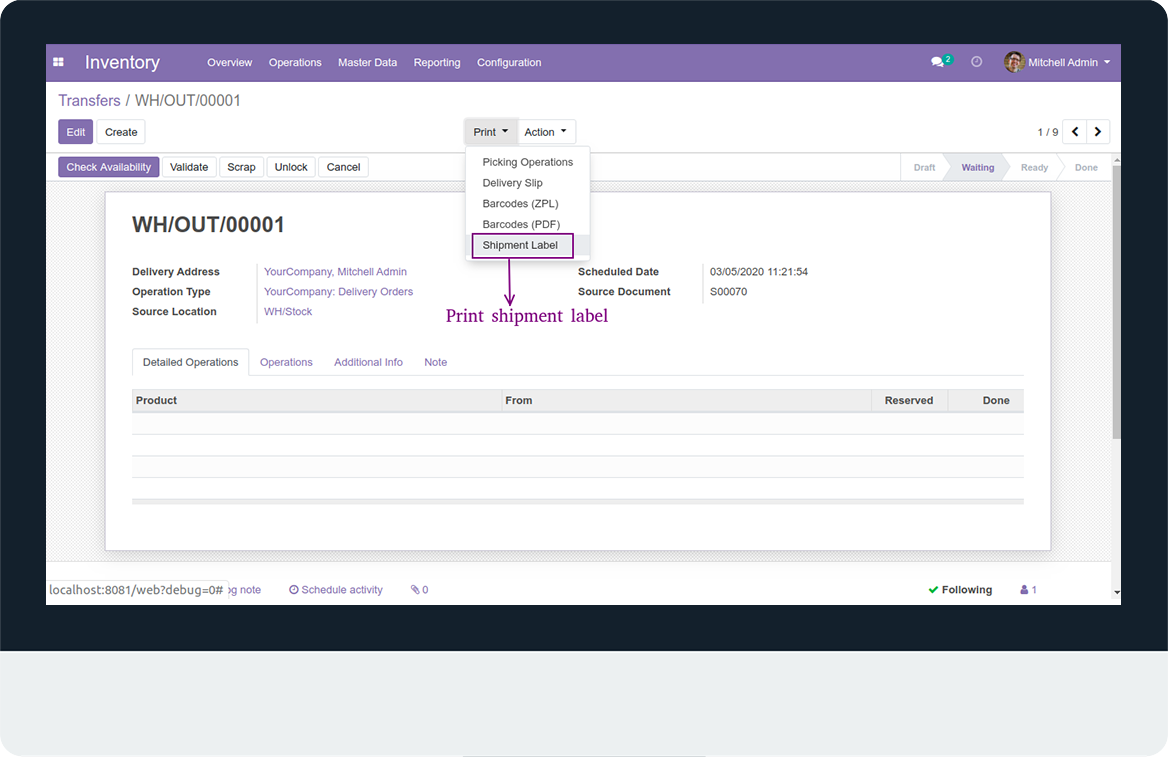 Inventory Overview Operations Master Data Reporting Configuration 2 Mitchell Admin
Transfers / WH/OUT/00001
Edit Create Print Action 1 / 9
Check Availability Validate Scrap Unlock Cancel Draft Waiting Ready Done
Picking Operations
Delivery Slip
Barcodes (ZPL)
Barcodes (PDF)
Shipment Label
Print shipment label
WH/OUT/00001
Delivery Address YourCompany, Mitchell Admin Scheduled Date 03/05/2020 11:21:54
Operation Type YourCompany: Delivery Orders Source Document S00070
Source Location WH/Stock
Detailed Operations Operations Additional Info Note
Product From Reserved Done
localhost:8081/web?debug=0# og note Schedule activity 0 Following 1